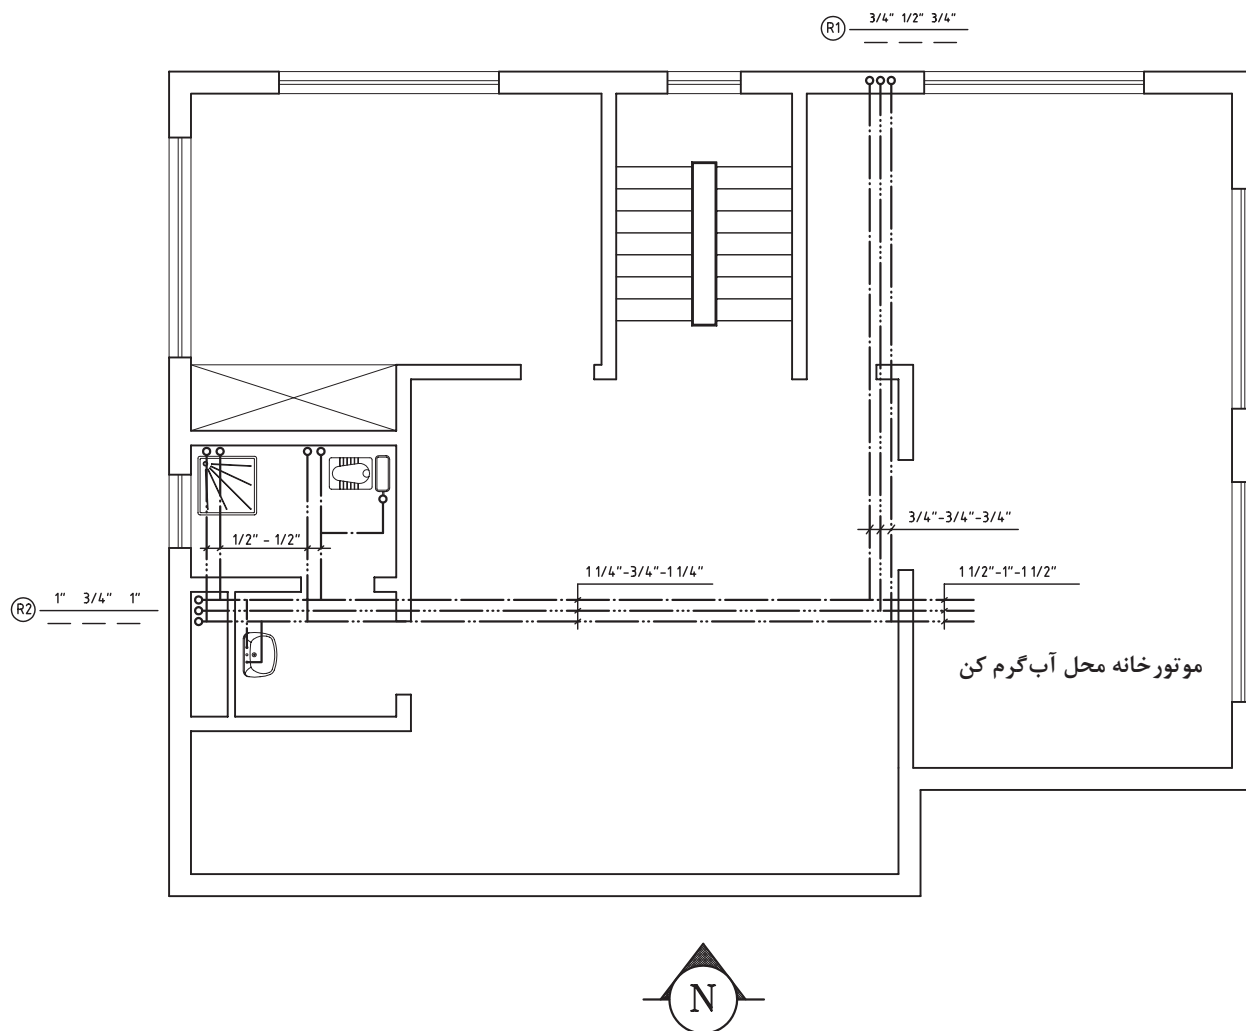 R1 3/4" 1/2" 3/4"
3/4"-3/4"-3/4"
1/2" - 1/2"
1 1/4"-3/4"-1 1/4"
1 1/2"-1"-1 1/2"
R2 1" 3/4" 1"
موتورخانه محل آب‌گرم کن
N